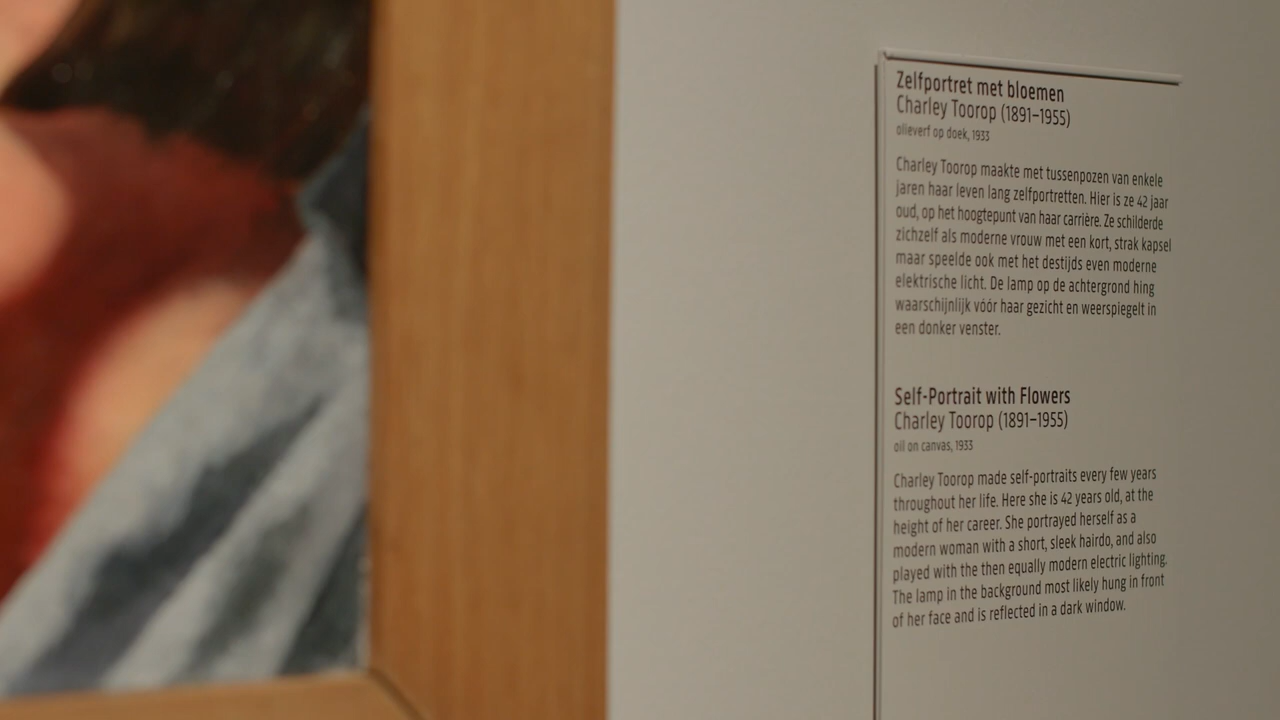 Zelfportret met bloemen
Charley Toorop (1891–1955)
olieverf op doek, 1933
Charley Toorop maakte met tussenpozen van enkele
jaren haar leven lang zelfportretten. Hier is ze 42 jaar
oud, op het hoogtepunt van haar carrière. Ze schilderde
zichzelf als moderne vrouw met een kort, strak kapsel
maar speelde ook met het destijds even moderne
elektrische licht. De lamp op de achtergrond hing
waarschijnlijk vóór haar gezicht en weerspiegelt in
een donker venster.
Self-Portrait with Flowers
Charley Toorop (1891–1955)
oil on canvas, 1933
Charley Toorop made self-portraits every few years
throughout her life. Here she is 42 years old, at the
height of her career. She portrayed herself as a
modern woman with a short, sleek hairdo, and also
played with the then equally modern electric lighting.
The lamp in the background most likely hung in front
of her face and is reflected in a dark window.